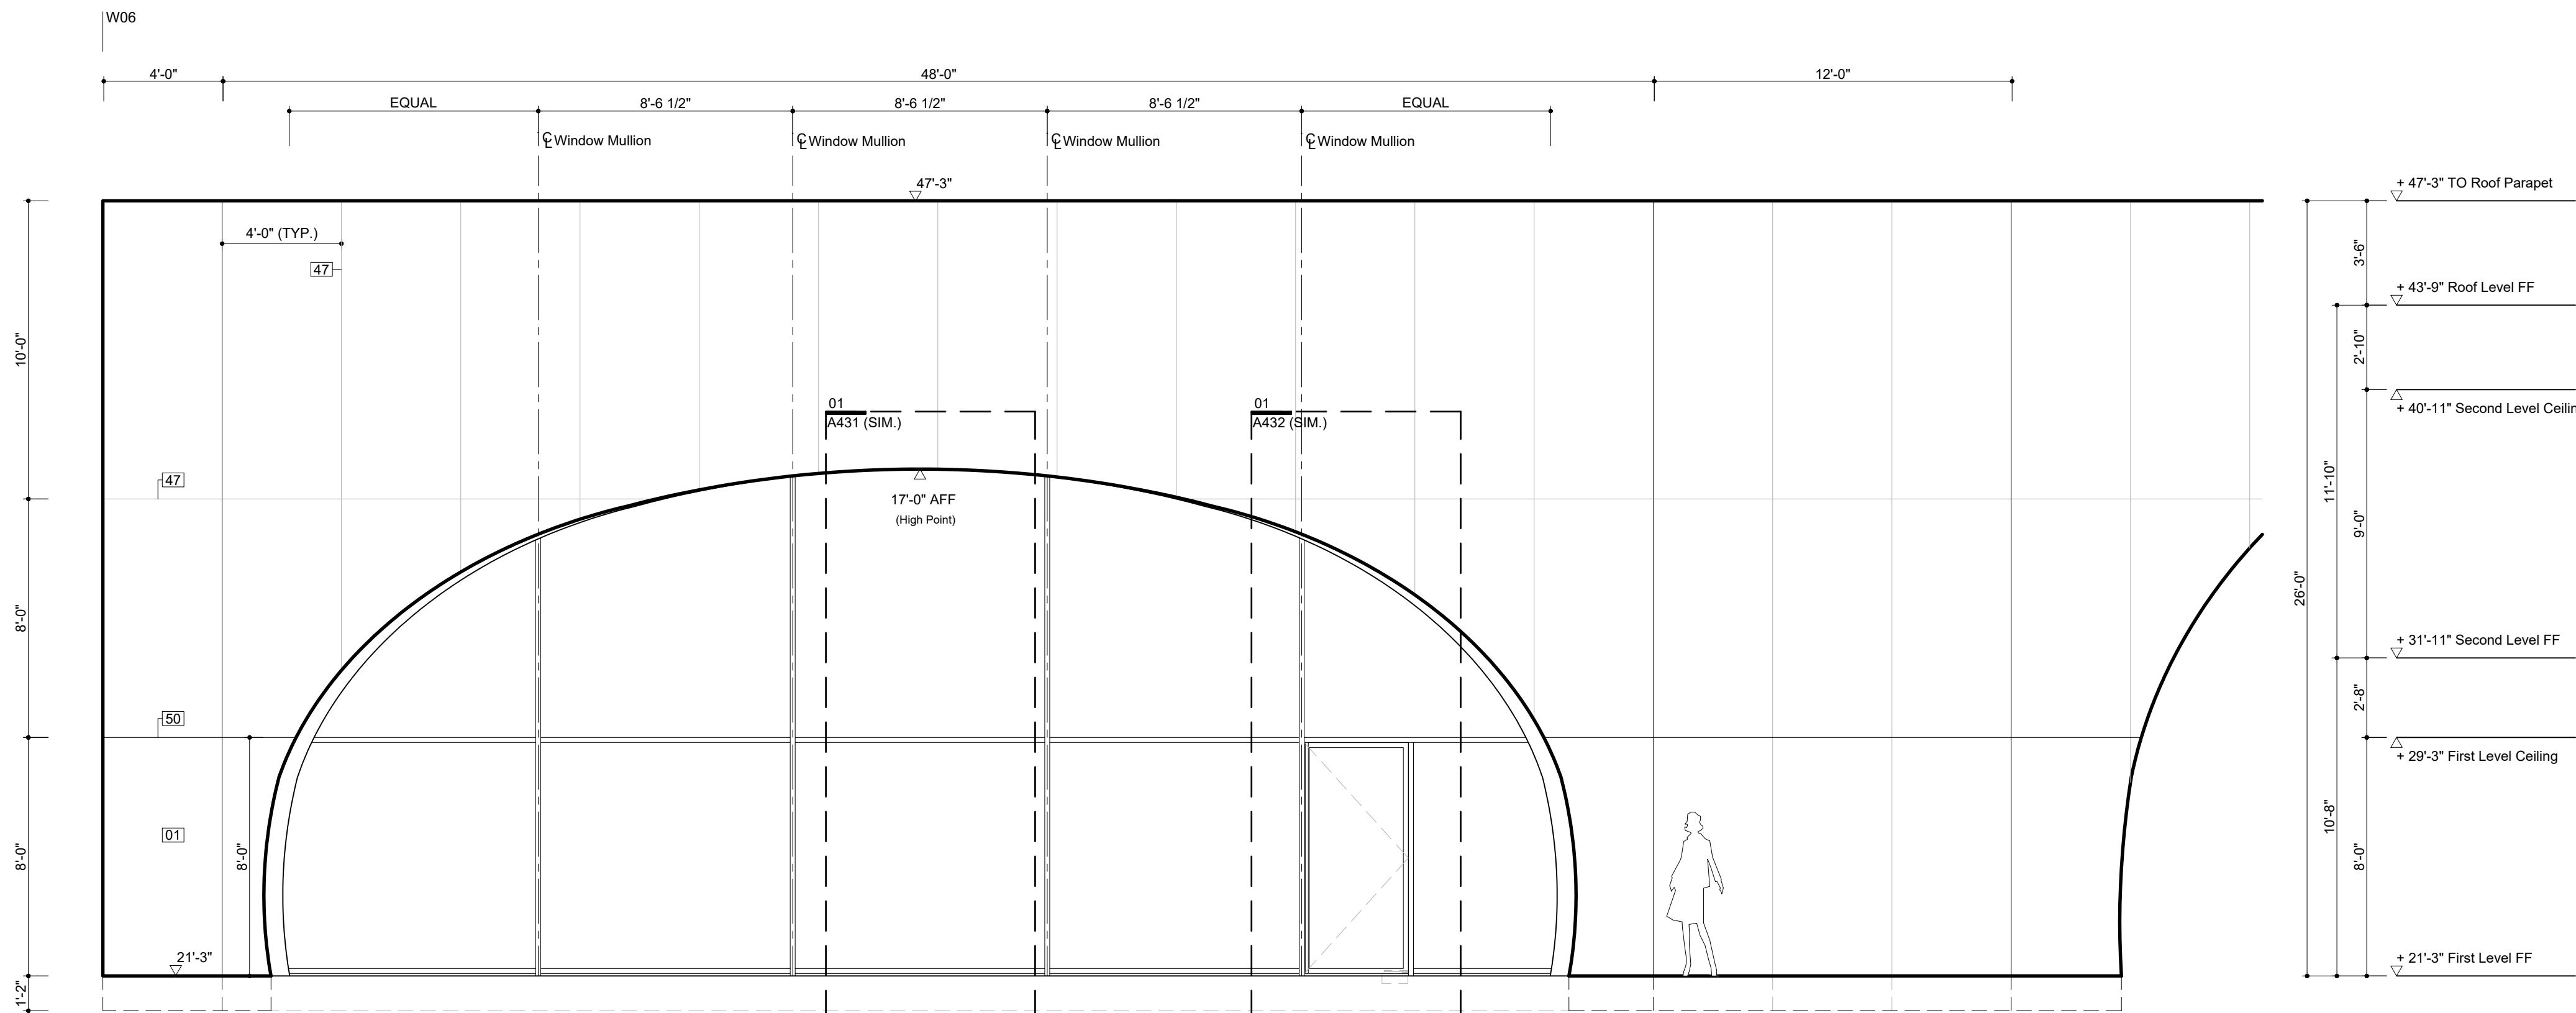 W06
4'-0"
48'-0"
12'-0"
EQUAL
8'-6 1/2"
8'-6 1/2"
8'-6 1/2"
EQUAL
℄ Window Mullion
℄ Window Mullion
℄ Window Mullion
℄ Window Mullion
47'-3"
+ 47'-3" TO Roof Parapet
4'-0" (TYP.)
47
3'-6"
+ 43'-9" Roof Level FF
10'-0"
2'-10"
01
A431 (SIM.)
01
A432 (SIM.)
+ 40'-11" Second Level Ceilin
47
17'-0" AFF
(High Point)
11'-10"
9'-0"
26'-0"
8'-0"
+ 31'-11" Second Level FF
2'-8"
50
+ 29'-3" First Level Ceiling
01
10'-8"
8'-0"
8'-0"
8'-0"
21'-3"
+ 21'-3" First Level FF
1'-2"